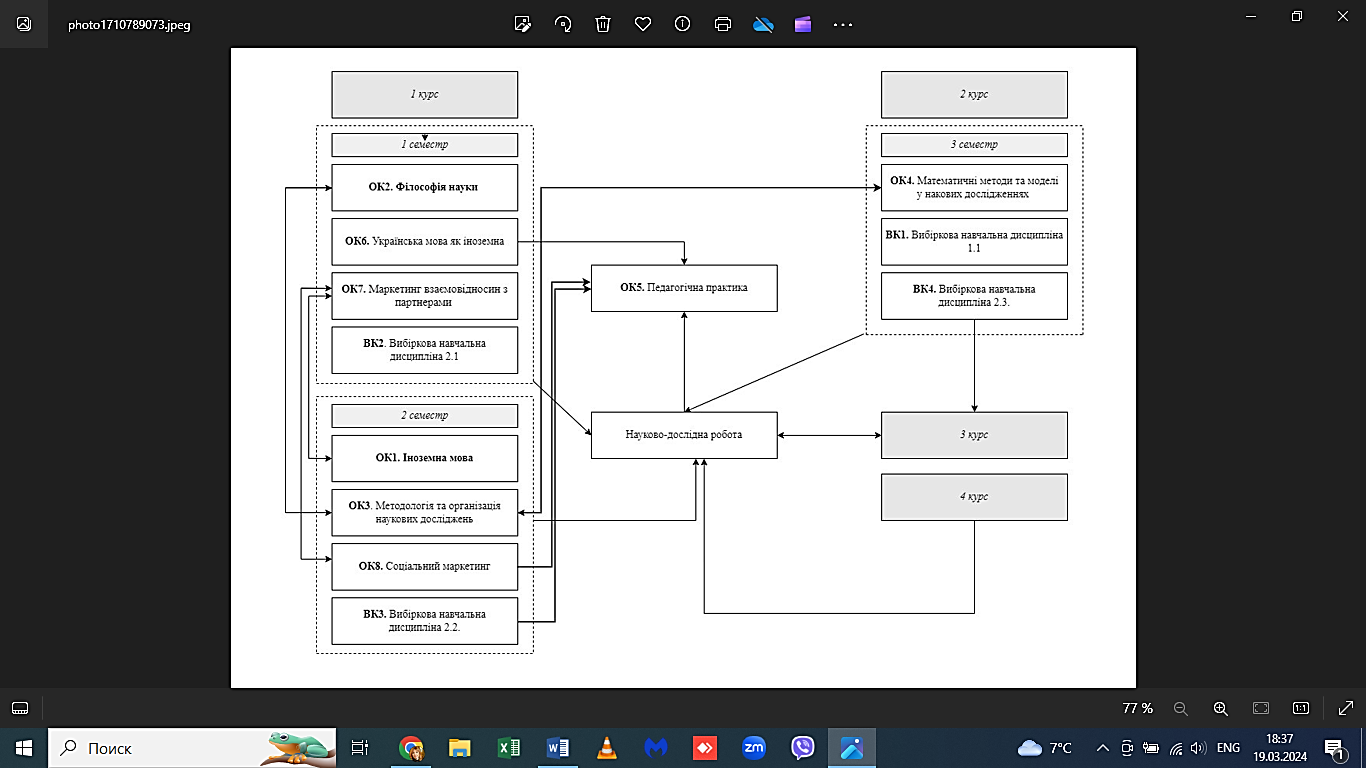 photo1710789073.jpeg
1 курс
1 семестр
ОК2. Філософія науки
ОК6. Українська мова як іноземна
ОК7. Маркетинг взаємовідносин з
партнерами
ВК2. Вибіркова навчальна
дисципліна 2.1
2 семестр
ОК1. Іноземна мова
ОК3. Методологія та організація
наукових досліджень
ОК8. Соціальний маркетинг
ВК3. Вибіркова навчальна
дисципліна 2.2.
ОК5. Педагогічна практика
Науково-дослідна робота
2 курс
3 семестр
ОК4. Математичні методи та моделі
у накових дослідженнях
ВК1. Вибіркова навчальна дисципліна
1.1
ВК4. Вибіркова навчальна
дисципліна 2.3.
3 курс
4 курс
77 %
1:1
Поиск
W
zm
7°C
ENG
18:37
19.03.2024
1